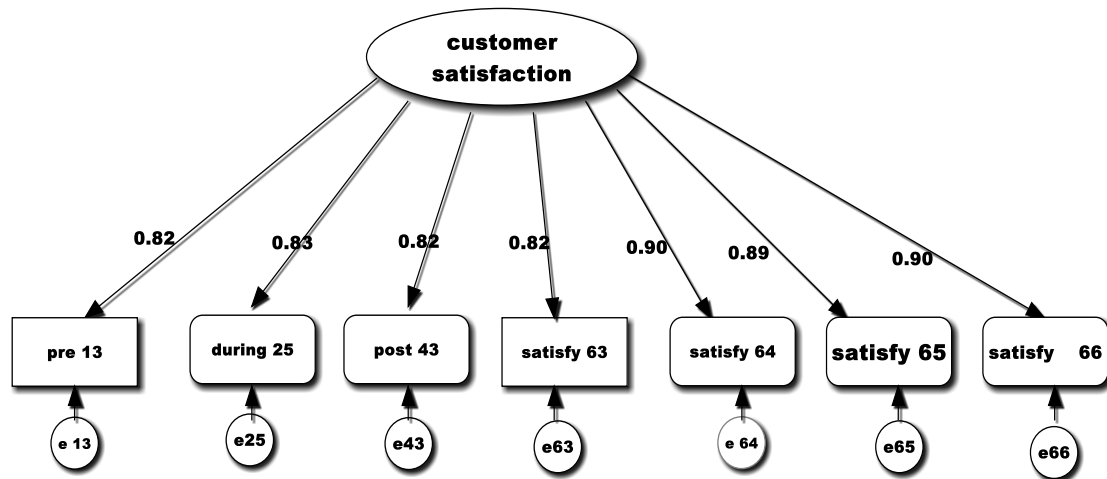 customer
satisfaction
0.82
0.83
0.82
0.82
0.90
0.89
0.90
pre 13
during 25
post 43
satisfy 63
satisfy 64
satisfy 65
satisfy 66
e 13
e25
e43
e63
e 64
e65
e66